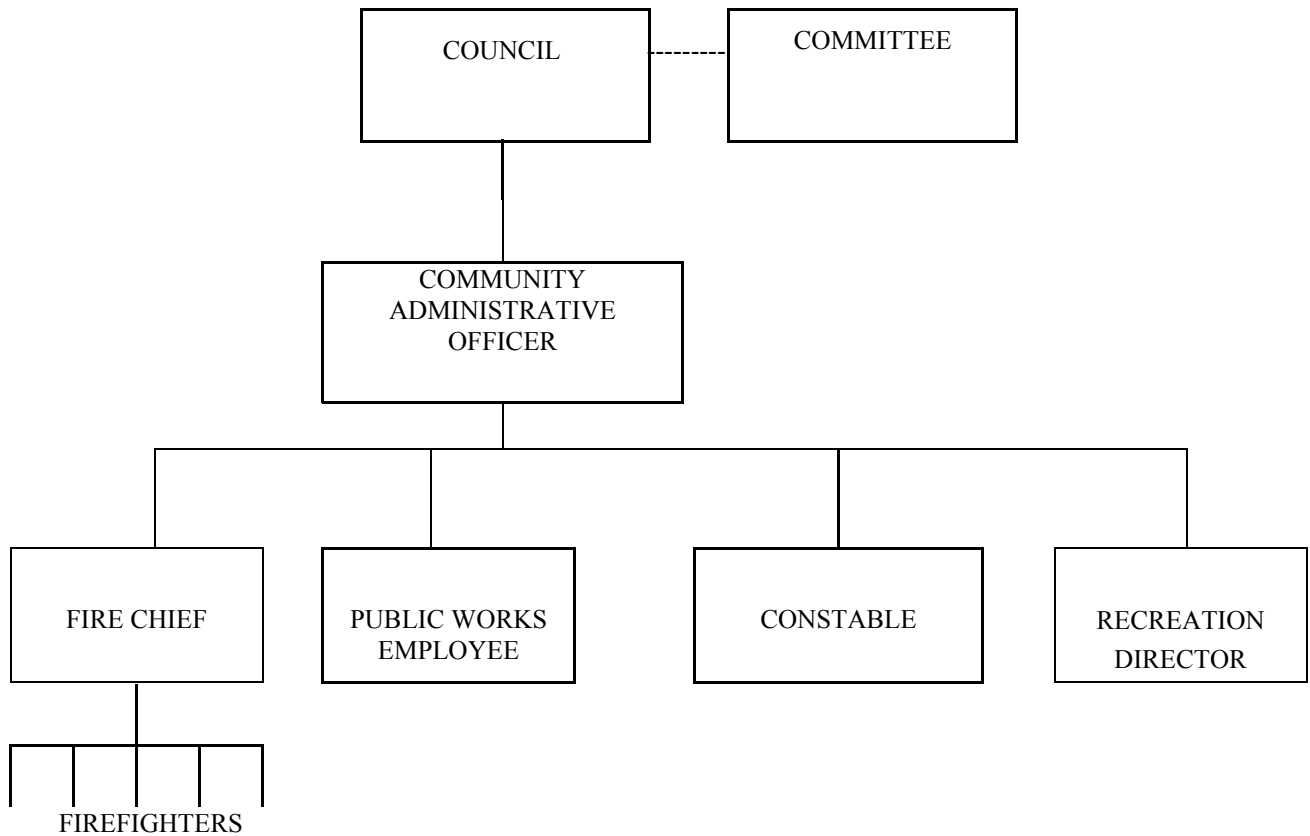 COUNCIL
COMMITTEE
COMMUNITY
ADMINISTRATIVE
OFFICER
FIRE CHIEF
PUBLIC WORKS
EMPLOYEE
CONSTABLE
RECREATION
DIRECTOR
FIREFIGHTERS